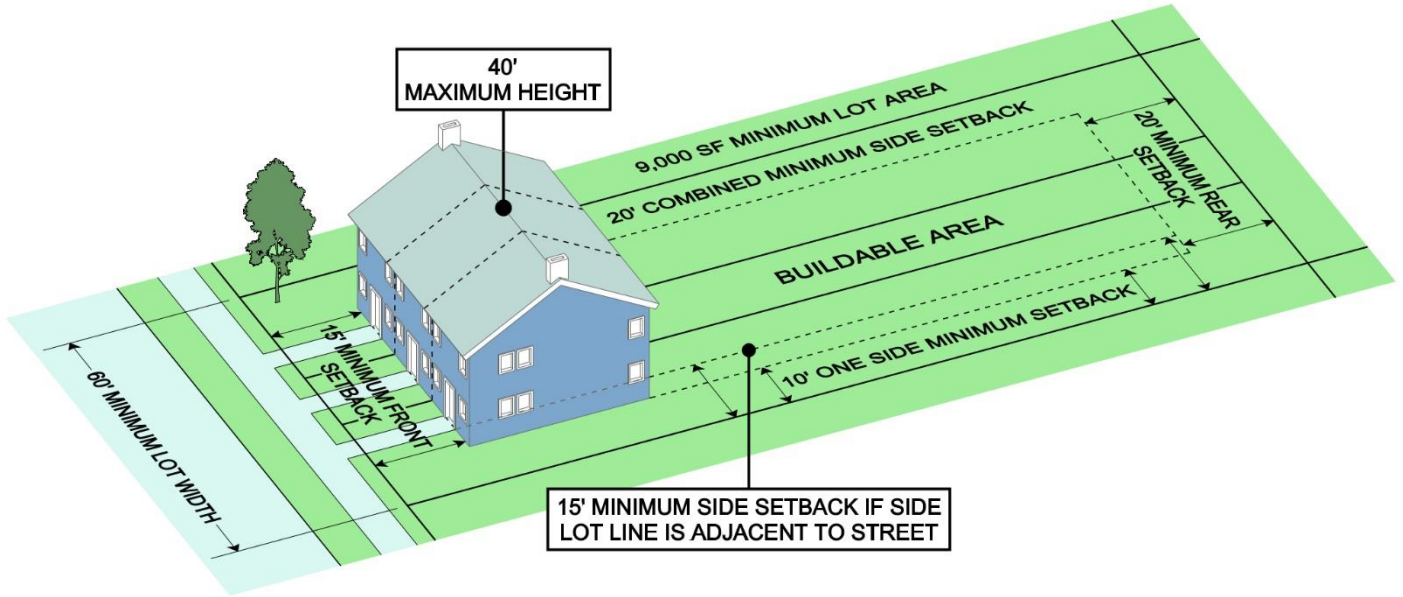 40'
MAXIMUM HEIGHT
9,000 SF MINIMUM LOT AREA
20' COMBINED MINIMUM SIDE SETBACK
20' MINIMUM REAR
SETBACK
BUILDABLE AREA
10' ONE SIDE MINIMUM SETBACK
15' MINIMUM FRONT
SETBACK
60' MINIMUM LOT WIDTH
15' MINIMUM SIDE SETBACK IF SIDE
LOT LINE IS ADJACENT TO STREET